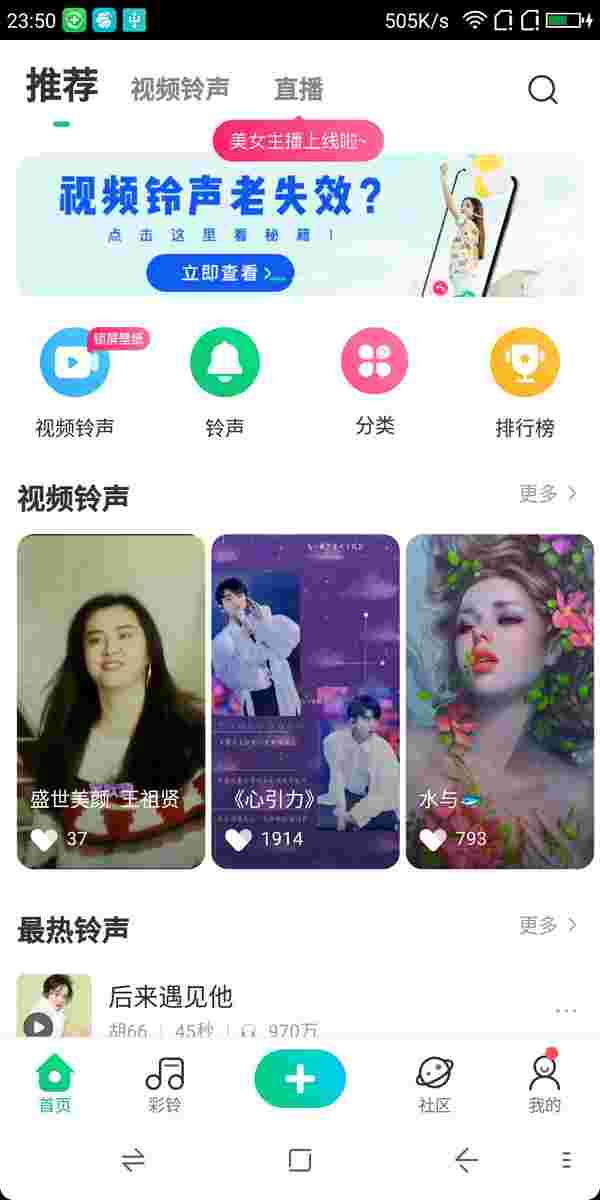 23:50
505K/s
推荐 视频铃声 直播
美女主播上线啦~
视频铃声老失效?
点击这里看秘籍!
立即查看
锁屏壁纸
视频铃声 铃声 分类 排行榜
视频铃声 更多
盛世美颜 王祖贤
37
《心引力》
1914
水与
793
最热铃声 更多
后来遇见他
胡66 45秒 970万
首页 彩铃 社区 我的